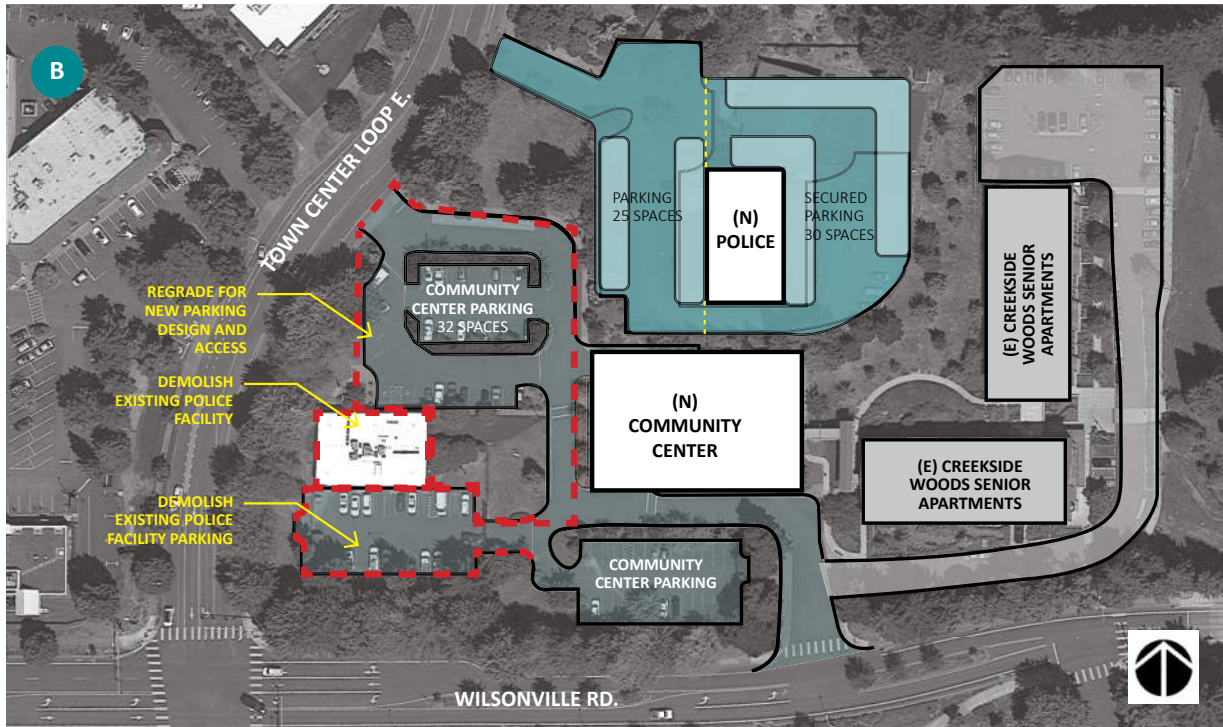 B
TOWN CENTER LOOP E.
PARKING
25 SPACES
(N)
POLICE
SECURED
PARKING
30 SPACES
(E) CREEKSIDE
WOODS SENIOR
APARTMENTS
REGRADE FOR
NEW PARKING
DESIGN AND
ACCESS
COMMUNITY
CENTER PARKING
32 SPACES
DEMOLISH
EXISTING POLICE
FACILITY
(N)
COMMUNITY
CENTER
(E) CREEKSIDE
WOODS SENIOR
APARTMENTS
DEMOLISH
EXISTING POLICE
FACILITY PARKING
COMMUNITY
CENTER PARKING
WILSONVILLE RD.